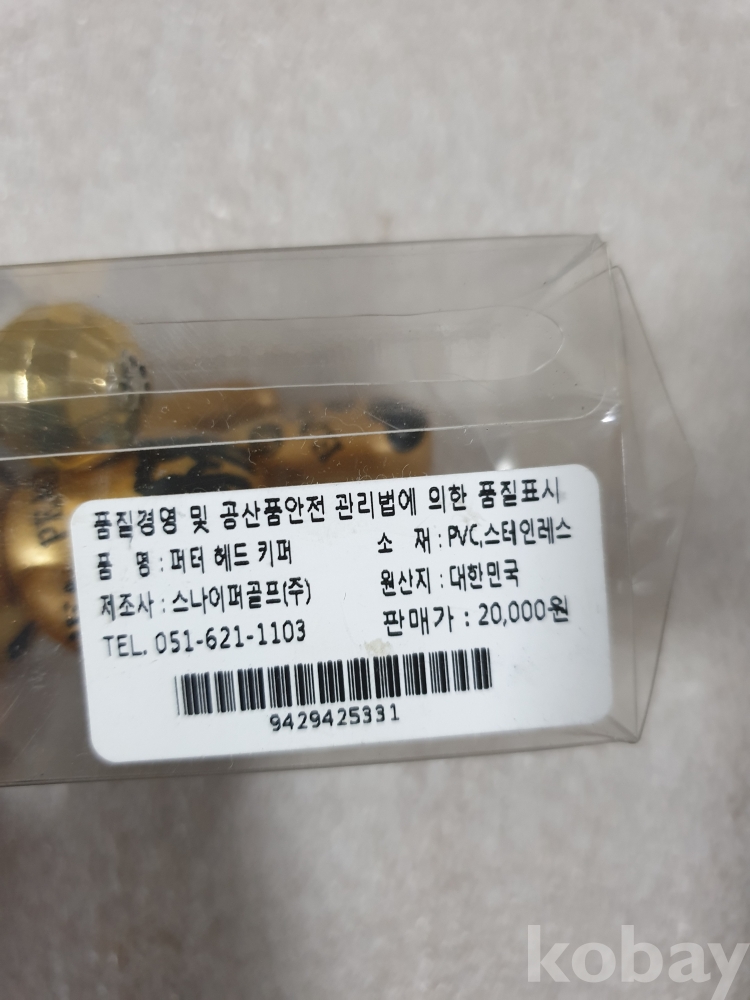 품질경영 및 공산품안전 관리법에 의한 품질표시
품 명 : 퍼터 헤드 키퍼
소 재 : PVC,스테인레스
제조사 : 스나이퍼골프(주)
원산지 : 대한민국
TEL. 051-621-1103
판매가 : 20,000원
9429425331
kobay